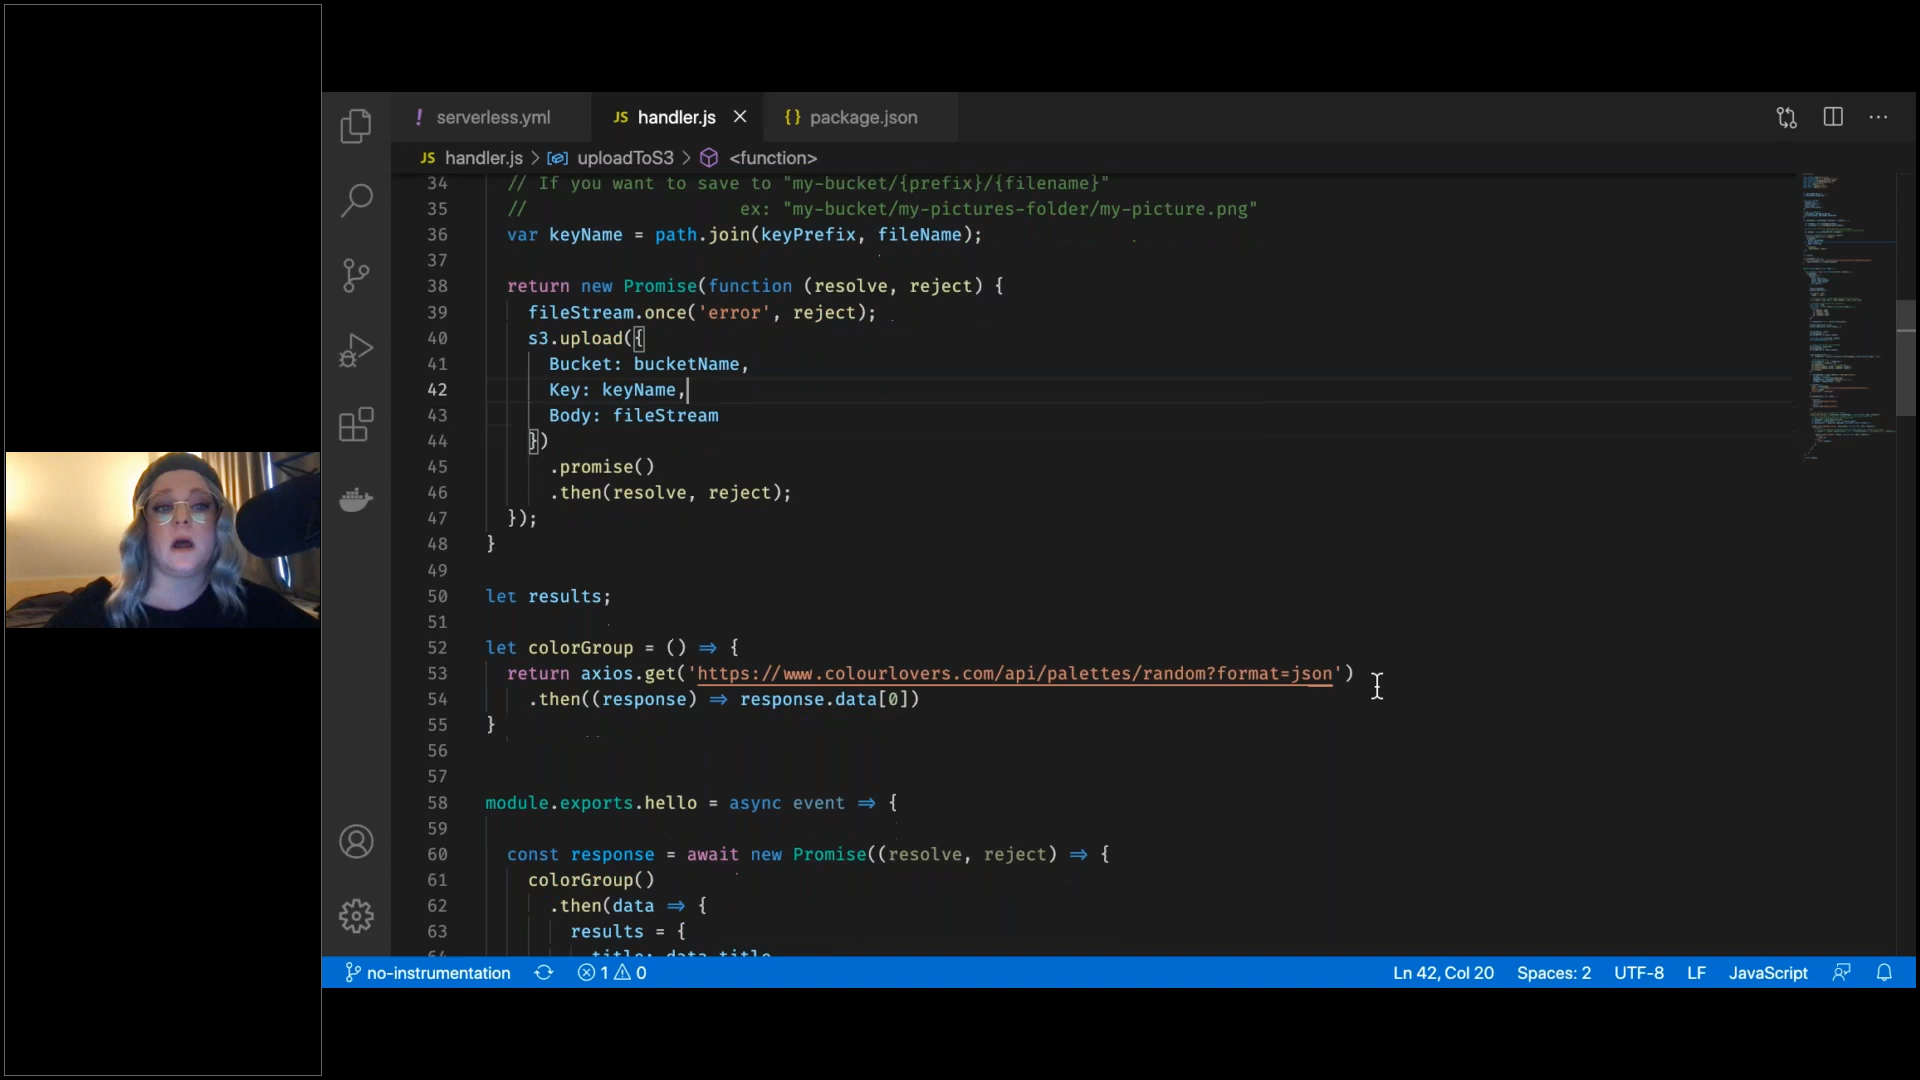 ! serverless.yml
JS handler.js
{} package.json
JS handler.js > uploadToS3 > <function>
34 // If you want to save to "my-bucket/{prefix}/{filename}"
35 // ex: "my-bucket/my-pictures-folder/my-picture.png"
36 var keyName = path.join(keyPrefix, fileName);
37
38 return new Promise(function (resolve, reject) {
39 fileStream.once('error', reject);
40 s3.upload({
41 Bucket: bucketName,
42 Key: keyName,
43 Body: fileStream
44 })
45 .promise()
46 .then(resolve, reject);
47 });
48 }
49
50 let results;
51
52 let colorGroup = () => {
53 return axios.get('https://www.colourlovers.com/api/palettes/random?format=json')
54 .then((response) => response.data[0])
55 }
56
57
58 module.exports.hello = async event => {
59
60 const response = await new Promise((resolve, reject) => {
61 colorGroup()
62 .then(data => {
63 results = {
64 title: data.title
no-instrumentation 1 0 Ln 42, Col 20 Spaces: 2 UTF-8 LF JavaScript